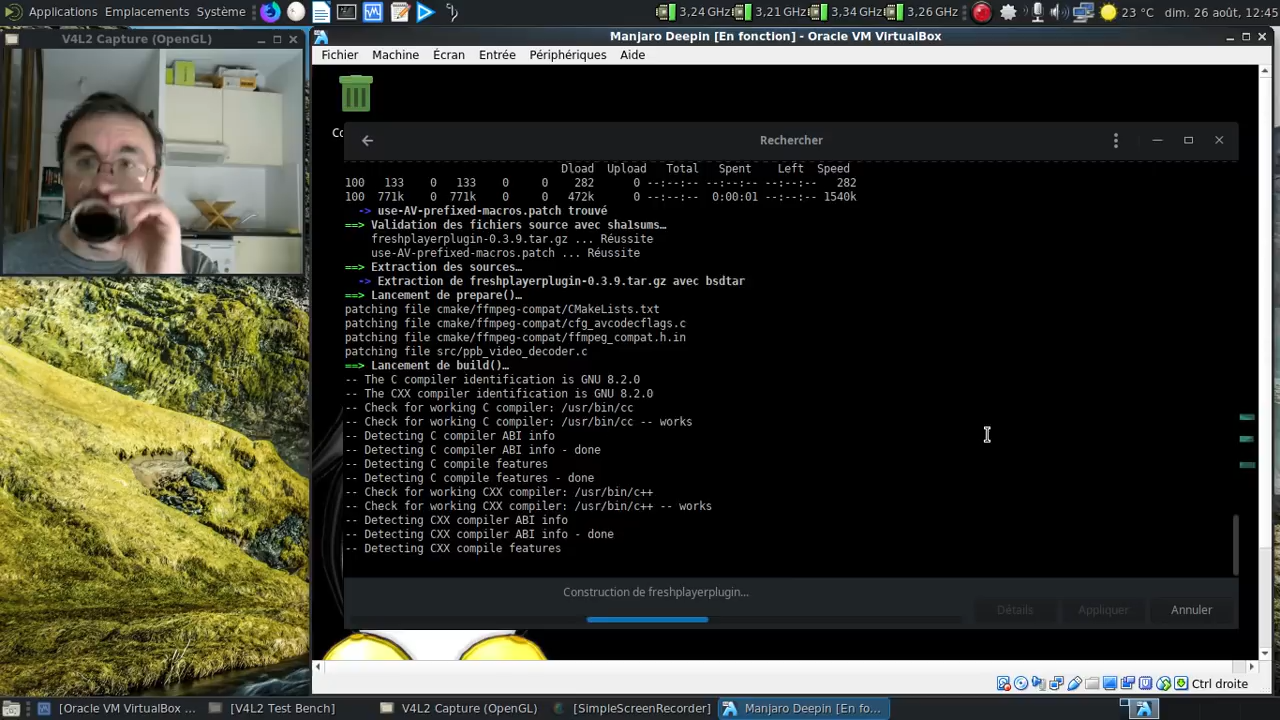 Applications Emplacements Système
3,24 GHz 3,21 GHz 3,34 GHz 3,26 GHz 23 °C dim. 26 août, 12:45
V4L2 Capture (OpenGL)
Manjaro Deepin [En fonction] - Oracle VM VirtualBox
Fichier Machine Écran Entrée Périphériques Aide
Co
Rechercher
Dload Upload Total Spent Left Speed
100 133 0 133 0 0 282 0 --:--:-- --:--:-- --:--:-- 282
100 771k 0 771k 0 0 472k 0 --:--:-- 0:00:01 --:--:-- 1540k
-> use-AV-prefixed-macros.patch trouvé
==> Validation des fichiers source avec sha1sums…
freshplayerplugin-0.3.9.tar.gz ... Réussite
use-AV-prefixed-macros.patch ... Réussite
==> Extraction des sources…
-> Extraction de freshplayerplugin-0.3.9.tar.gz avec bsdtar
==> Lancement de prepare()…
patching file cmake/ffmpeg-compat/CMakeLists.txt
patching file cmake/ffmpeg-compat/cfg_avcodecflags.c
patching file cmake/ffmpeg-compat/ffmpeg_compat.h.in
patching file src/ppb_video_decoder.c
==> Lancement de build()…
-- The C compiler identification is GNU 8.2.0
-- The CXX compiler identification is GNU 8.2.0
-- Check for working C compiler: /usr/bin/cc
-- Check for working C compiler: /usr/bin/cc -- works
-- Detecting C compiler ABI info
-- Detecting C compiler ABI info - done
-- Detecting C compile features
-- Detecting C compile features - done
-- Check for working CXX compiler: /usr/bin/c++
-- Check for working CXX compiler: /usr/bin/c++ -- works
-- Detecting CXX compiler ABI info
-- Detecting CXX compiler ABI info - done
-- Detecting CXX compile features
Construction de freshplayerplugin…
Détails Appliquer Annuler
Ctrl droite
[Oracle VM VirtualBox ... [V4L2 Test Bench] V4L2 Capture (OpenGL) [SimpleScreenRecorder] Manjaro Deepin [En fo...